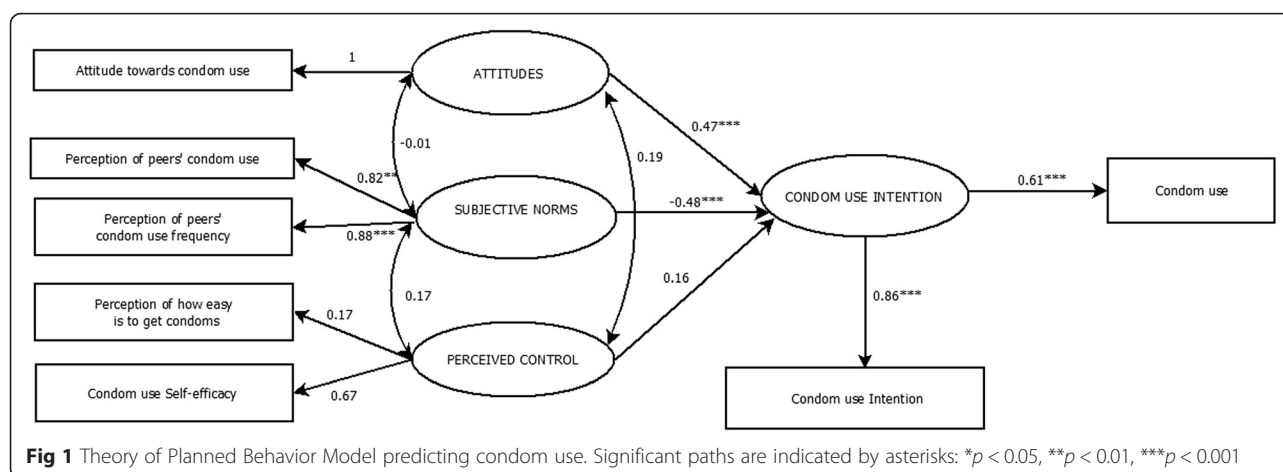 Attitude towards condom use
1
ATTITUDES
-0.01
0.47***
0.19
Perception of peers' condom use
0.82**
SUBJECTIVE NORMS
-0.48***
CONDOM USE INTENTION
0.61***
Condom use
Perception of peers'
condom use frequency
0.88***
0.17
0.16
0.86***
Perception of how easy
is to get condoms
0.17
PERCEIVED CONTROL
Condom use Self-efficacy
0.67
Condom use Intention
Fig 1 Theory of Planned Behavior Model predicting condom use. Significant paths are indicated by asterisks: *p < 0.05, **p < 0.01, ***p < 0.001